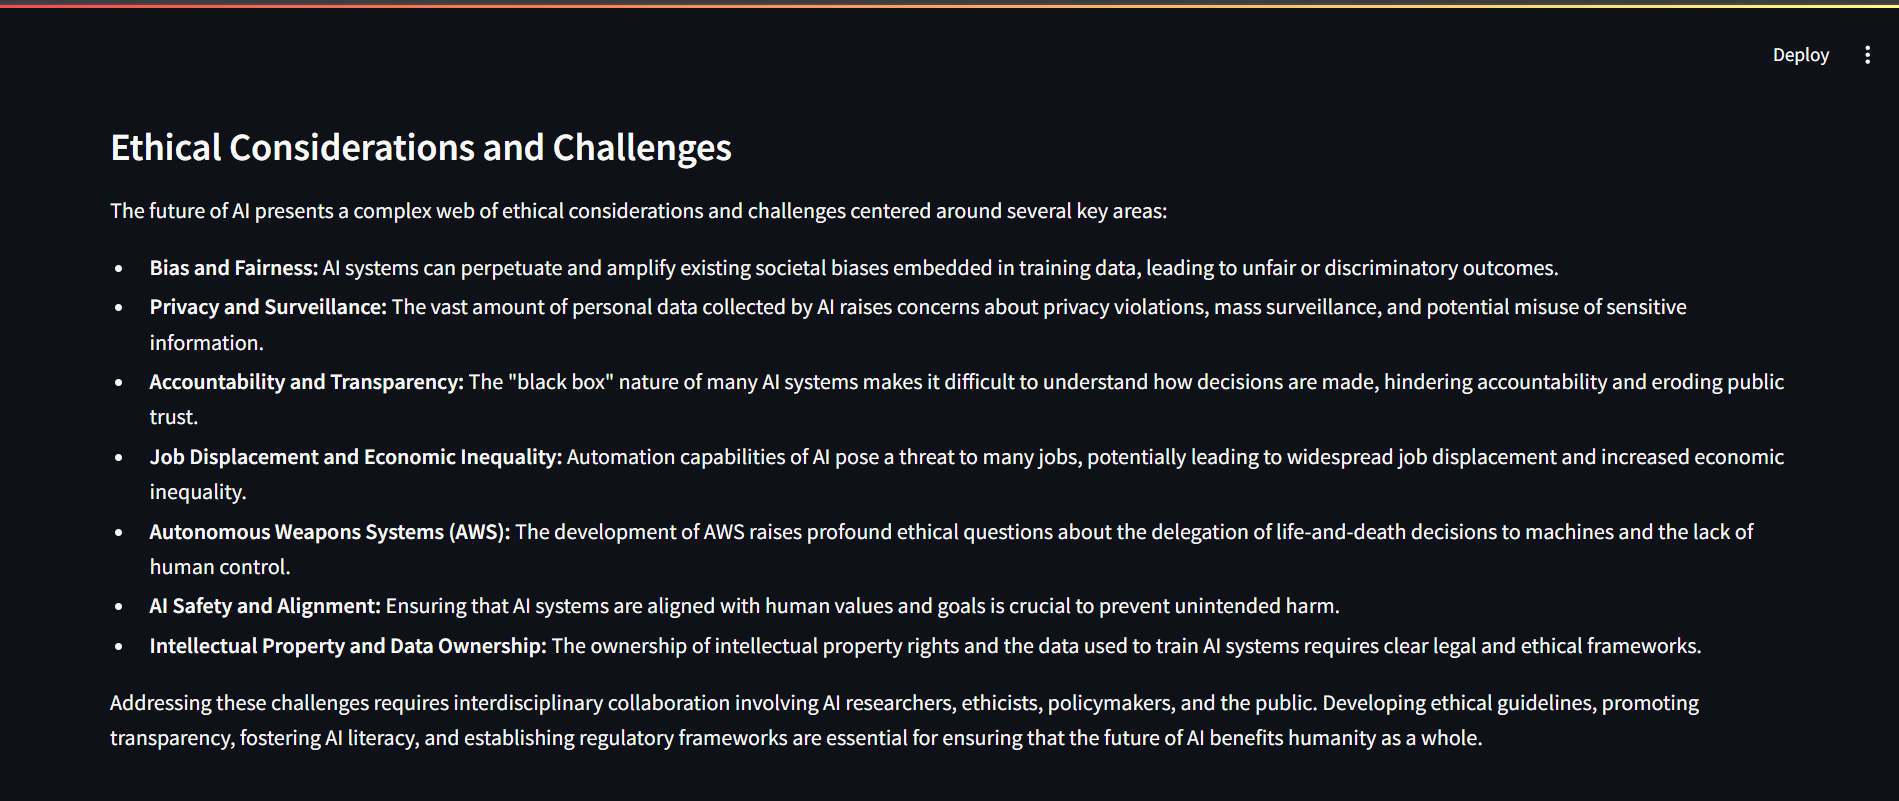 Deploy
Ethical Considerations and Challenges
The future of AI presents a complex web of ethical considerations and challenges centered around several key areas:
• Bias and Fairness: AI systems can perpetuate and amplify existing societal biases embedded in training data, leading to unfair or discriminatory outcomes.
• Privacy and Surveillance: The vast amount of personal data collected by AI raises concerns about privacy violations, mass surveillance, and potential misuse of sensitive
information.
• Accountability and Transparency: The "black box" nature of many AI systems makes it difficult to understand how decisions are made, hindering accountability and eroding public
trust.
• Job Displacement and Economic Inequality: Automation capabilities of AI pose a threat to many jobs, potentially leading to widespread job displacement and increased economic
inequality.
• Autonomous Weapons Systems (AWS): The development of AWS raises profound ethical questions about the delegation of life-and-death decisions to machines and the lack of
human control.
• AI Safety and Alignment: Ensuring that AI systems are aligned with human values and goals is crucial to prevent unintended harm.
• Intellectual Property and Data Ownership: The ownership of intellectual property rights and the data used to train AI systems requires clear legal and ethical frameworks.
Addressing these challenges requires interdisciplinary collaboration involving AI researchers, ethicists, policymakers, and the public. Developing ethical guidelines, promoting
transparency, fostering AI literacy, and establishing regulatory frameworks are essential for ensuring that the future of AI benefits humanity as a whole.